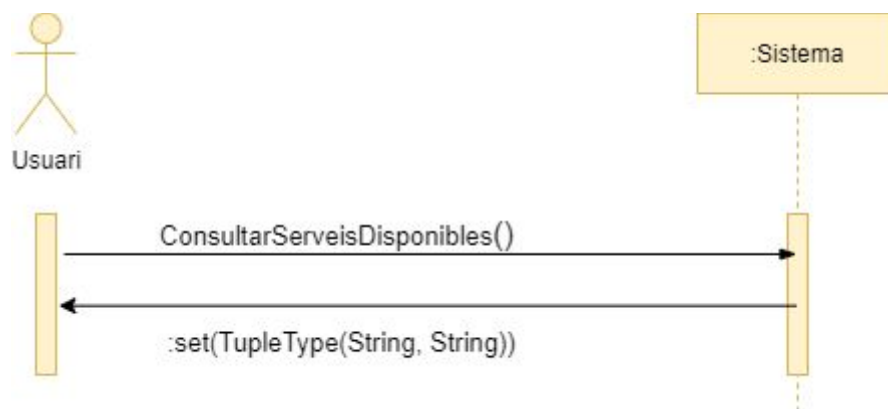 :Sistema
Usuari
ConsultarServeisDisponibles()
:set(TupleType(String, String))